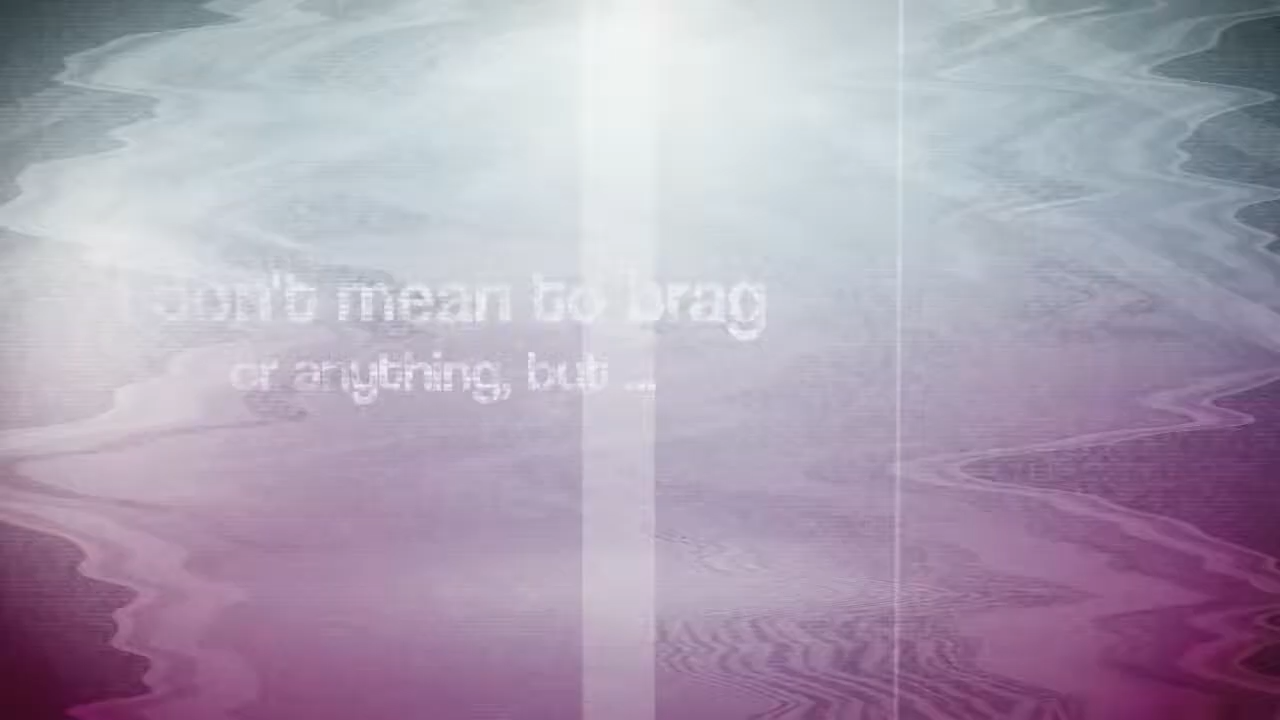 don't mean to brag
or anything, but ...